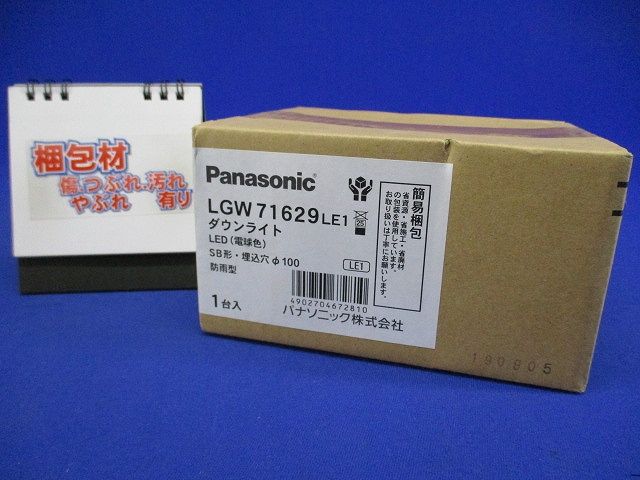 梱包材
傷.つぶれ.汚れ
やぶれ 有り
Panasonic
LGW71629LE1
ダウンライト
LED(電球色)
SB形・埋込穴φ100
防雨型
LE1
1台入
4902704672810
パナソニック株式会社
25
簡易梱包
省資源・省施工・省廃材
の包装を使用しています。
お取り扱いは丁寧にお願いします。
190805